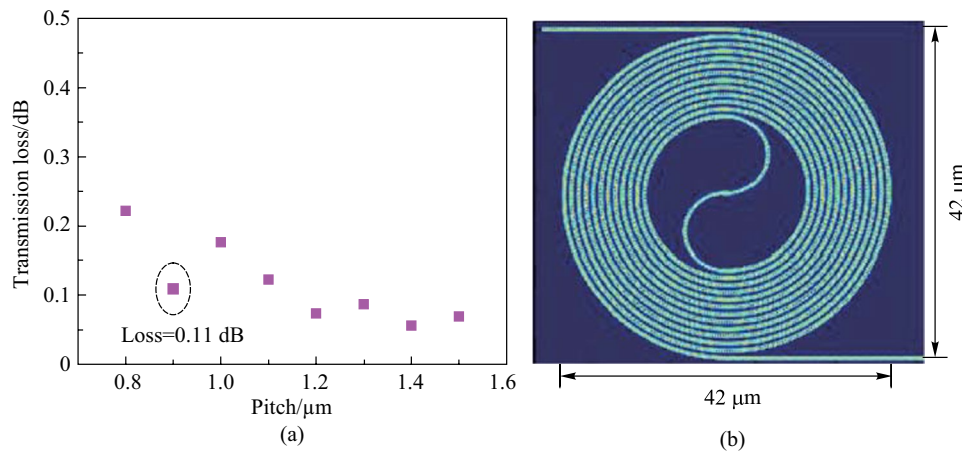 0.5
0.4
0.3
0.2
0.1
0
Transmission loss/dB
Loss=0.11 dB
0.8 1.0 1.2 1.4 1.6
Pitch/µm
(a)
42 µm
42 µm
(b)